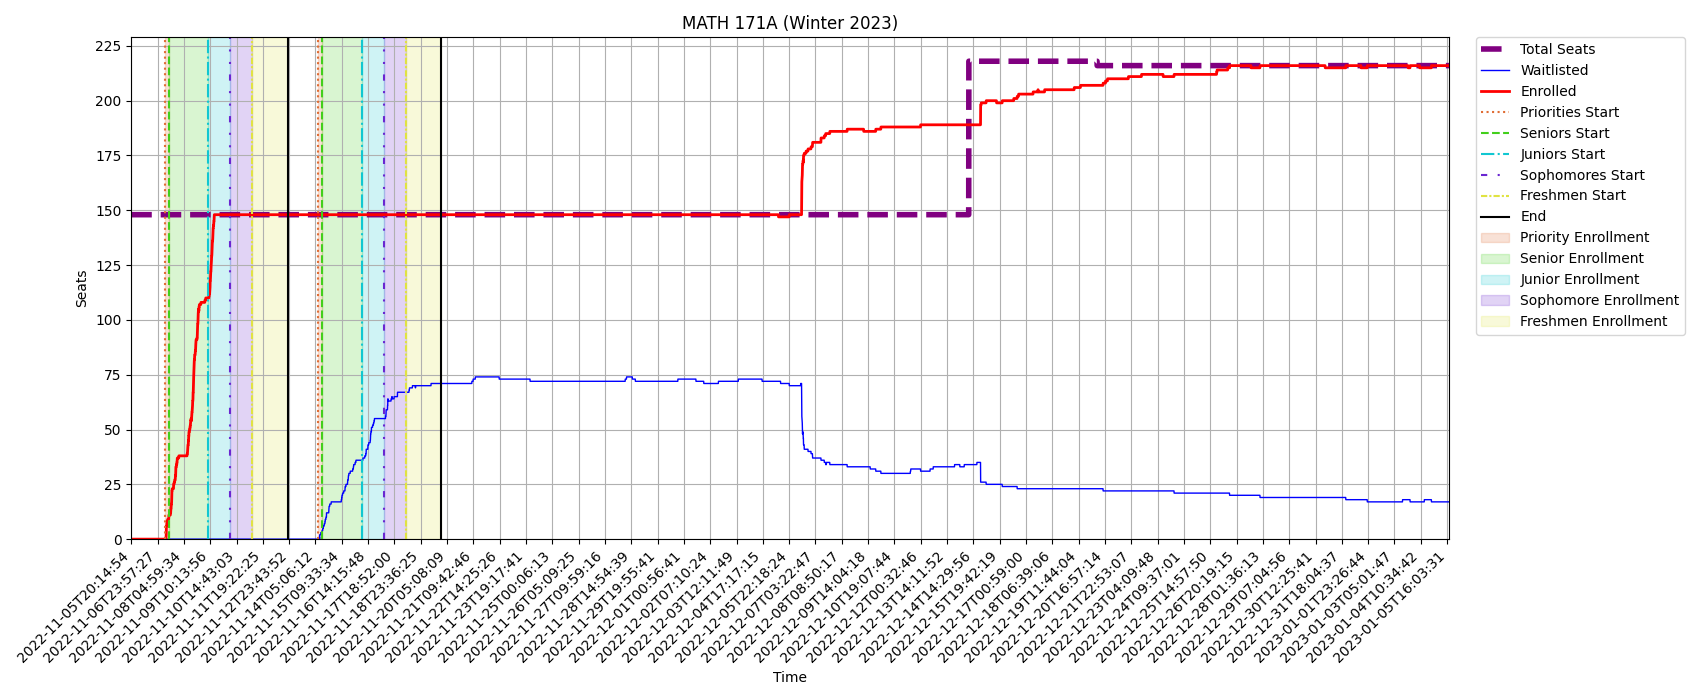 MATH 171A (Winter 2023)
Seats
225
200
175
150
125
100
75
50
25
0
2022-11-05T20:14:54
2022-11-06T23:57:27
2022-11-08T04:59:34
2022-11-09T10:13:56
2022-11-10T14:43:03
2022-11-11T19:22:25
2022-11-12T23:43:52
2022-11-14T05:06:12
2022-11-15T09:33:34
2022-11-16T14:15:48
2022-11-17T18:52:00
2022-11-18T23:36:25
2022-11-20T05:08:09
2022-11-21T09:42:46
2022-11-22T14:25:26
2022-11-23T19:17:41
2022-11-25T00:06:13
2022-11-26T05:09:25
2022-11-27T09:59:16
2022-11-28T14:54:39
2022-11-29T19:55:41
2022-12-01T00:56:41
2022-12-02T07:10:24
2022-12-03T12:11:49
2022-12-04T17:17:15
2022-12-05T22:18:24
2022-12-07T03:22:47
2022-12-08T08:50:17
2022-12-09T14:04:18
2022-12-10T19:07:44
2022-12-12T00:32:46
2022-12-13T14:11:52
2022-12-14T14:29:56
2022-12-15T19:42:19
2022-12-17T00:59:00
2022-12-18T06:39:06
2022-12-19T11:44:04
2022-12-20T16:57:14
2022-12-21T22:53:07
2022-12-23T04:09:48
2022-12-24T09:37:01
2022-12-25T14:57:50
2022-12-26T20:19:15
2022-12-28T01:36:13
2022-12-29T07:04:56
2022-12-30T12:25:41
2022-12-31T18:04:37
2023-01-01T23:26:44
2023-01-03T05:01:47
2023-01-04T10:34:42
2023-01-05T16:03:31
Time
Total Seats
Waitlisted
Enrolled
Priorities Start
Seniors Start
Juniors Start
Sophomores Start
Freshmen Start
End
Priority Enrollment
Senior Enrollment
Junior Enrollment
Sophomore Enrollment
Freshmen Enrollment